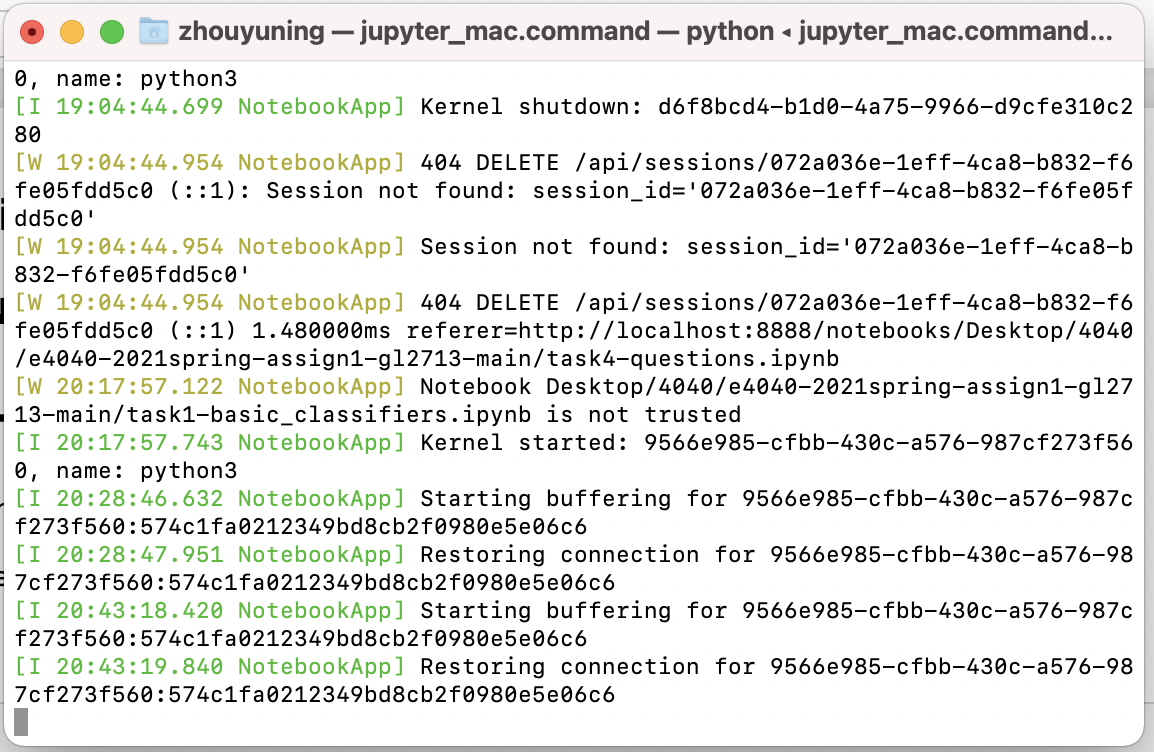 zhouyuning — jupyter_mac.command — python ◂ jupyter_mac.command...
0, name: python3
[I 19:04:44.699 NotebookApp] Kernel shutdown: d6f8bcd4-b1d0-4a75-9966-d9cfe310c2
80
[W 19:04:44.954 NotebookApp] 404 DELETE /api/sessions/072a036e-1eff-4ca8-b832-f6
fe05fdd5c0 (::1): Session not found: session_id='072a036e-1eff-4ca8-b832-f6fe05f
dd5c0'
[W 19:04:44.954 NotebookApp] Session not found: session_id='072a036e-1eff-4ca8-b
832-f6fe05fdd5c0'
[W 19:04:44.954 NotebookApp] 404 DELETE /api/sessions/072a036e-1eff-4ca8-b832-f6
fe05fdd5c0 (::1) 1.480000ms referer=http://localhost:8888/notebooks/Desktop/4040
/e4040-2021spring-assign1-gl2713-main/task4-questions.ipynb
[W 20:17:57.122 NotebookApp] Notebook Desktop/4040/e4040-2021spring-assign1-gl27
13-main/task1-basic_classifiers.ipynb is not trusted
[I 20:17:57.743 NotebookApp] Kernel started: 9566e985-cfbb-430c-a576-987cf273f56
0, name: python3
[I 20:28:46.632 NotebookApp] Starting buffering for 9566e985-cfbb-430c-a576-987c
f273f560:574c1fa0212349bd8cb2f0980e5e06c6
[I 20:28:47.951 NotebookApp] Restoring connection for 9566e985-cfbb-430c-a576-98
7cf273f560:574c1fa0212349bd8cb2f0980e5e06c6
[I 20:43:18.420 NotebookApp] Starting buffering for 9566e985-cfbb-430c-a576-987c
f273f560:574c1fa0212349bd8cb2f0980e5e06c6
[I 20:43:19.840 NotebookApp] Restoring connection for 9566e985-cfbb-430c-a576-98
7cf273f560:574c1fa0212349bd8cb2f0980e5e06c6